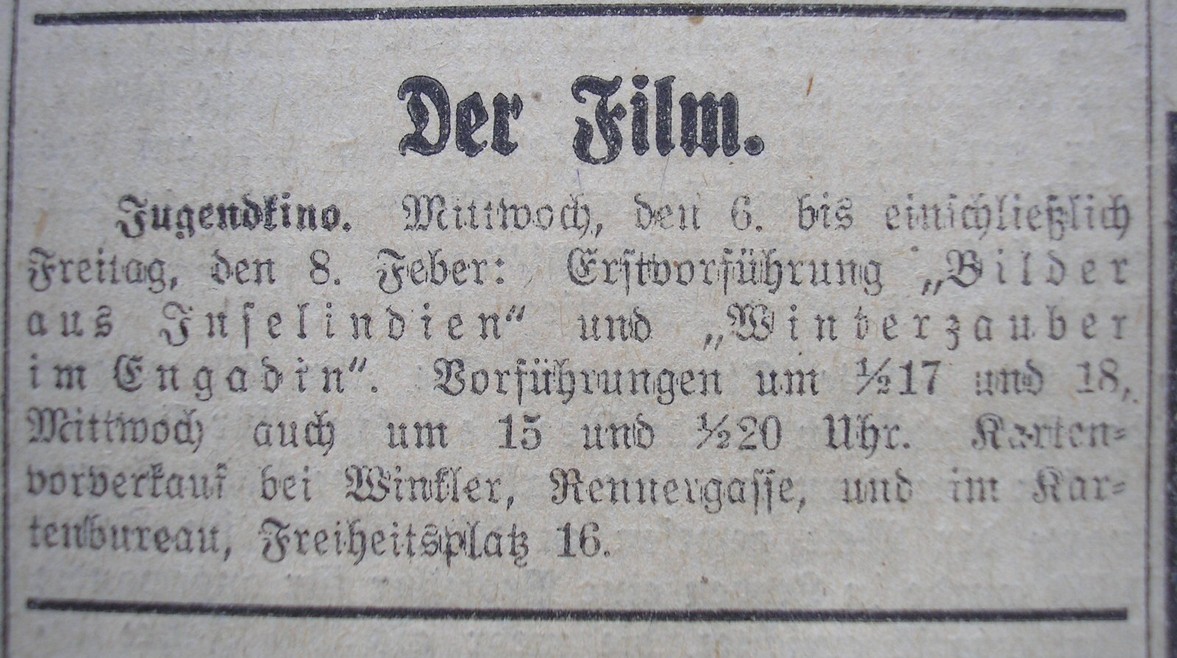 Der Film.
Jugendkino. Mittwoch, den 6. bis einschließlich
Freitag, den 8. Feber: Erstvorführung „Bilder
aus Inselindien“ und „Winterzauber
im Engadin“. Vorführungen um ½17 und 18,
Mittwoch auch um 15 und ½20 Uhr. Karten-
vorverkauf bei Winkler, Rennergasse, und im Kar-
tenbureau, Freiheitsplatz 16.